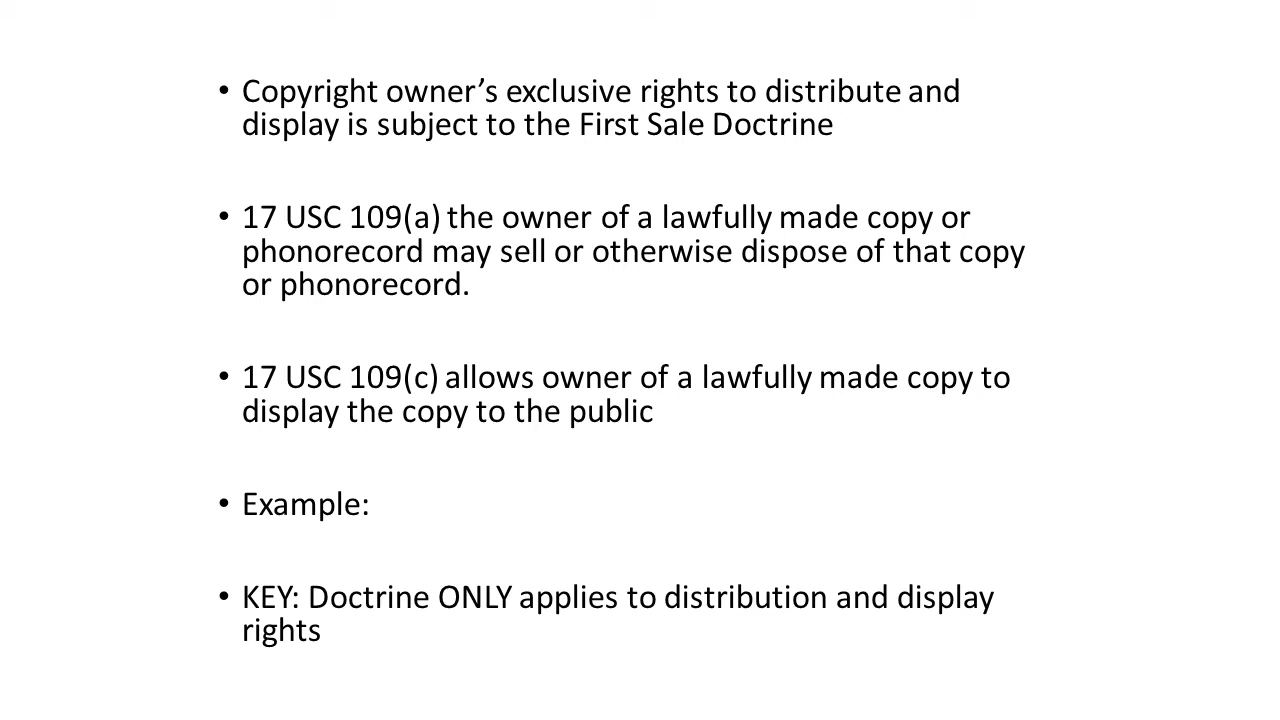 • Copyright owner’s exclusive rights to distribute and
display is subject to the First Sale Doctrine
• 17 USC 109(a) the owner of a lawfully made copy or
phonorecord may sell or otherwise dispose of that copy
or phonorecord.
• 17 USC 109(c) allows owner of a lawfully made copy to
display the copy to the public
• Example:
• KEY: Doctrine ONLY applies to distribution and display
rights